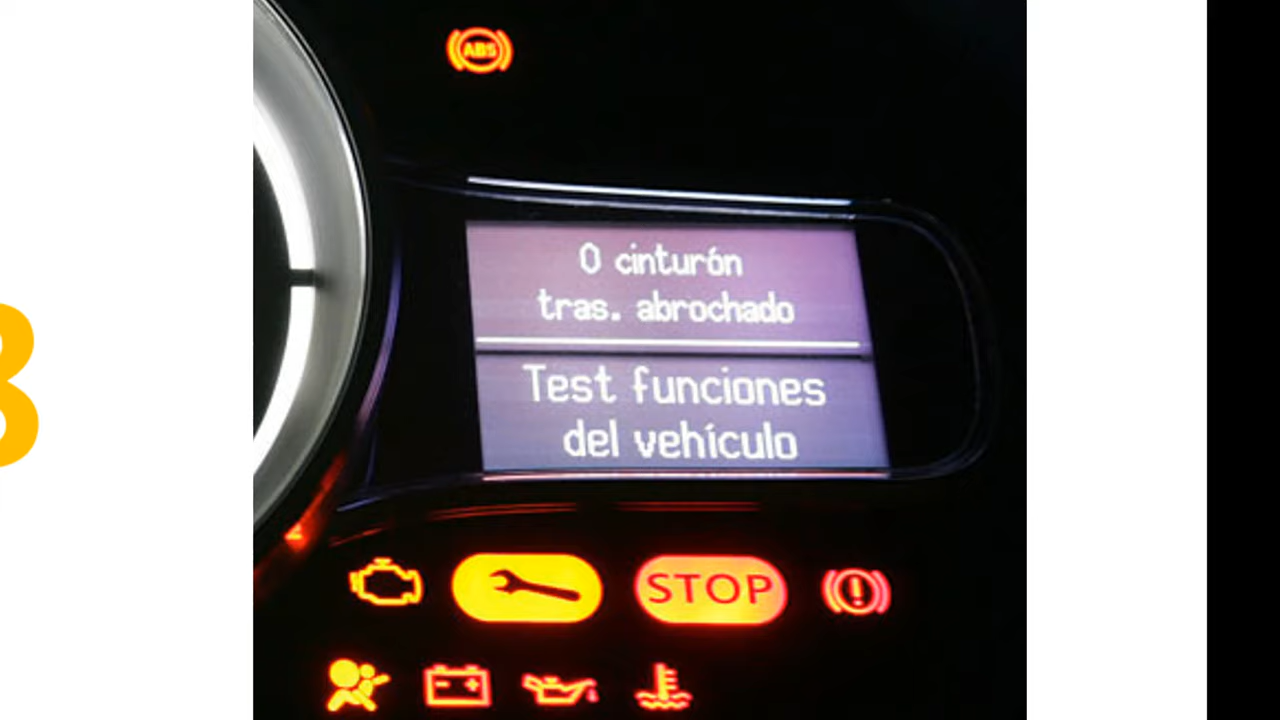 ABS
0 cinturón
tras. abrochado
Test funciones
del vehículo
STOP